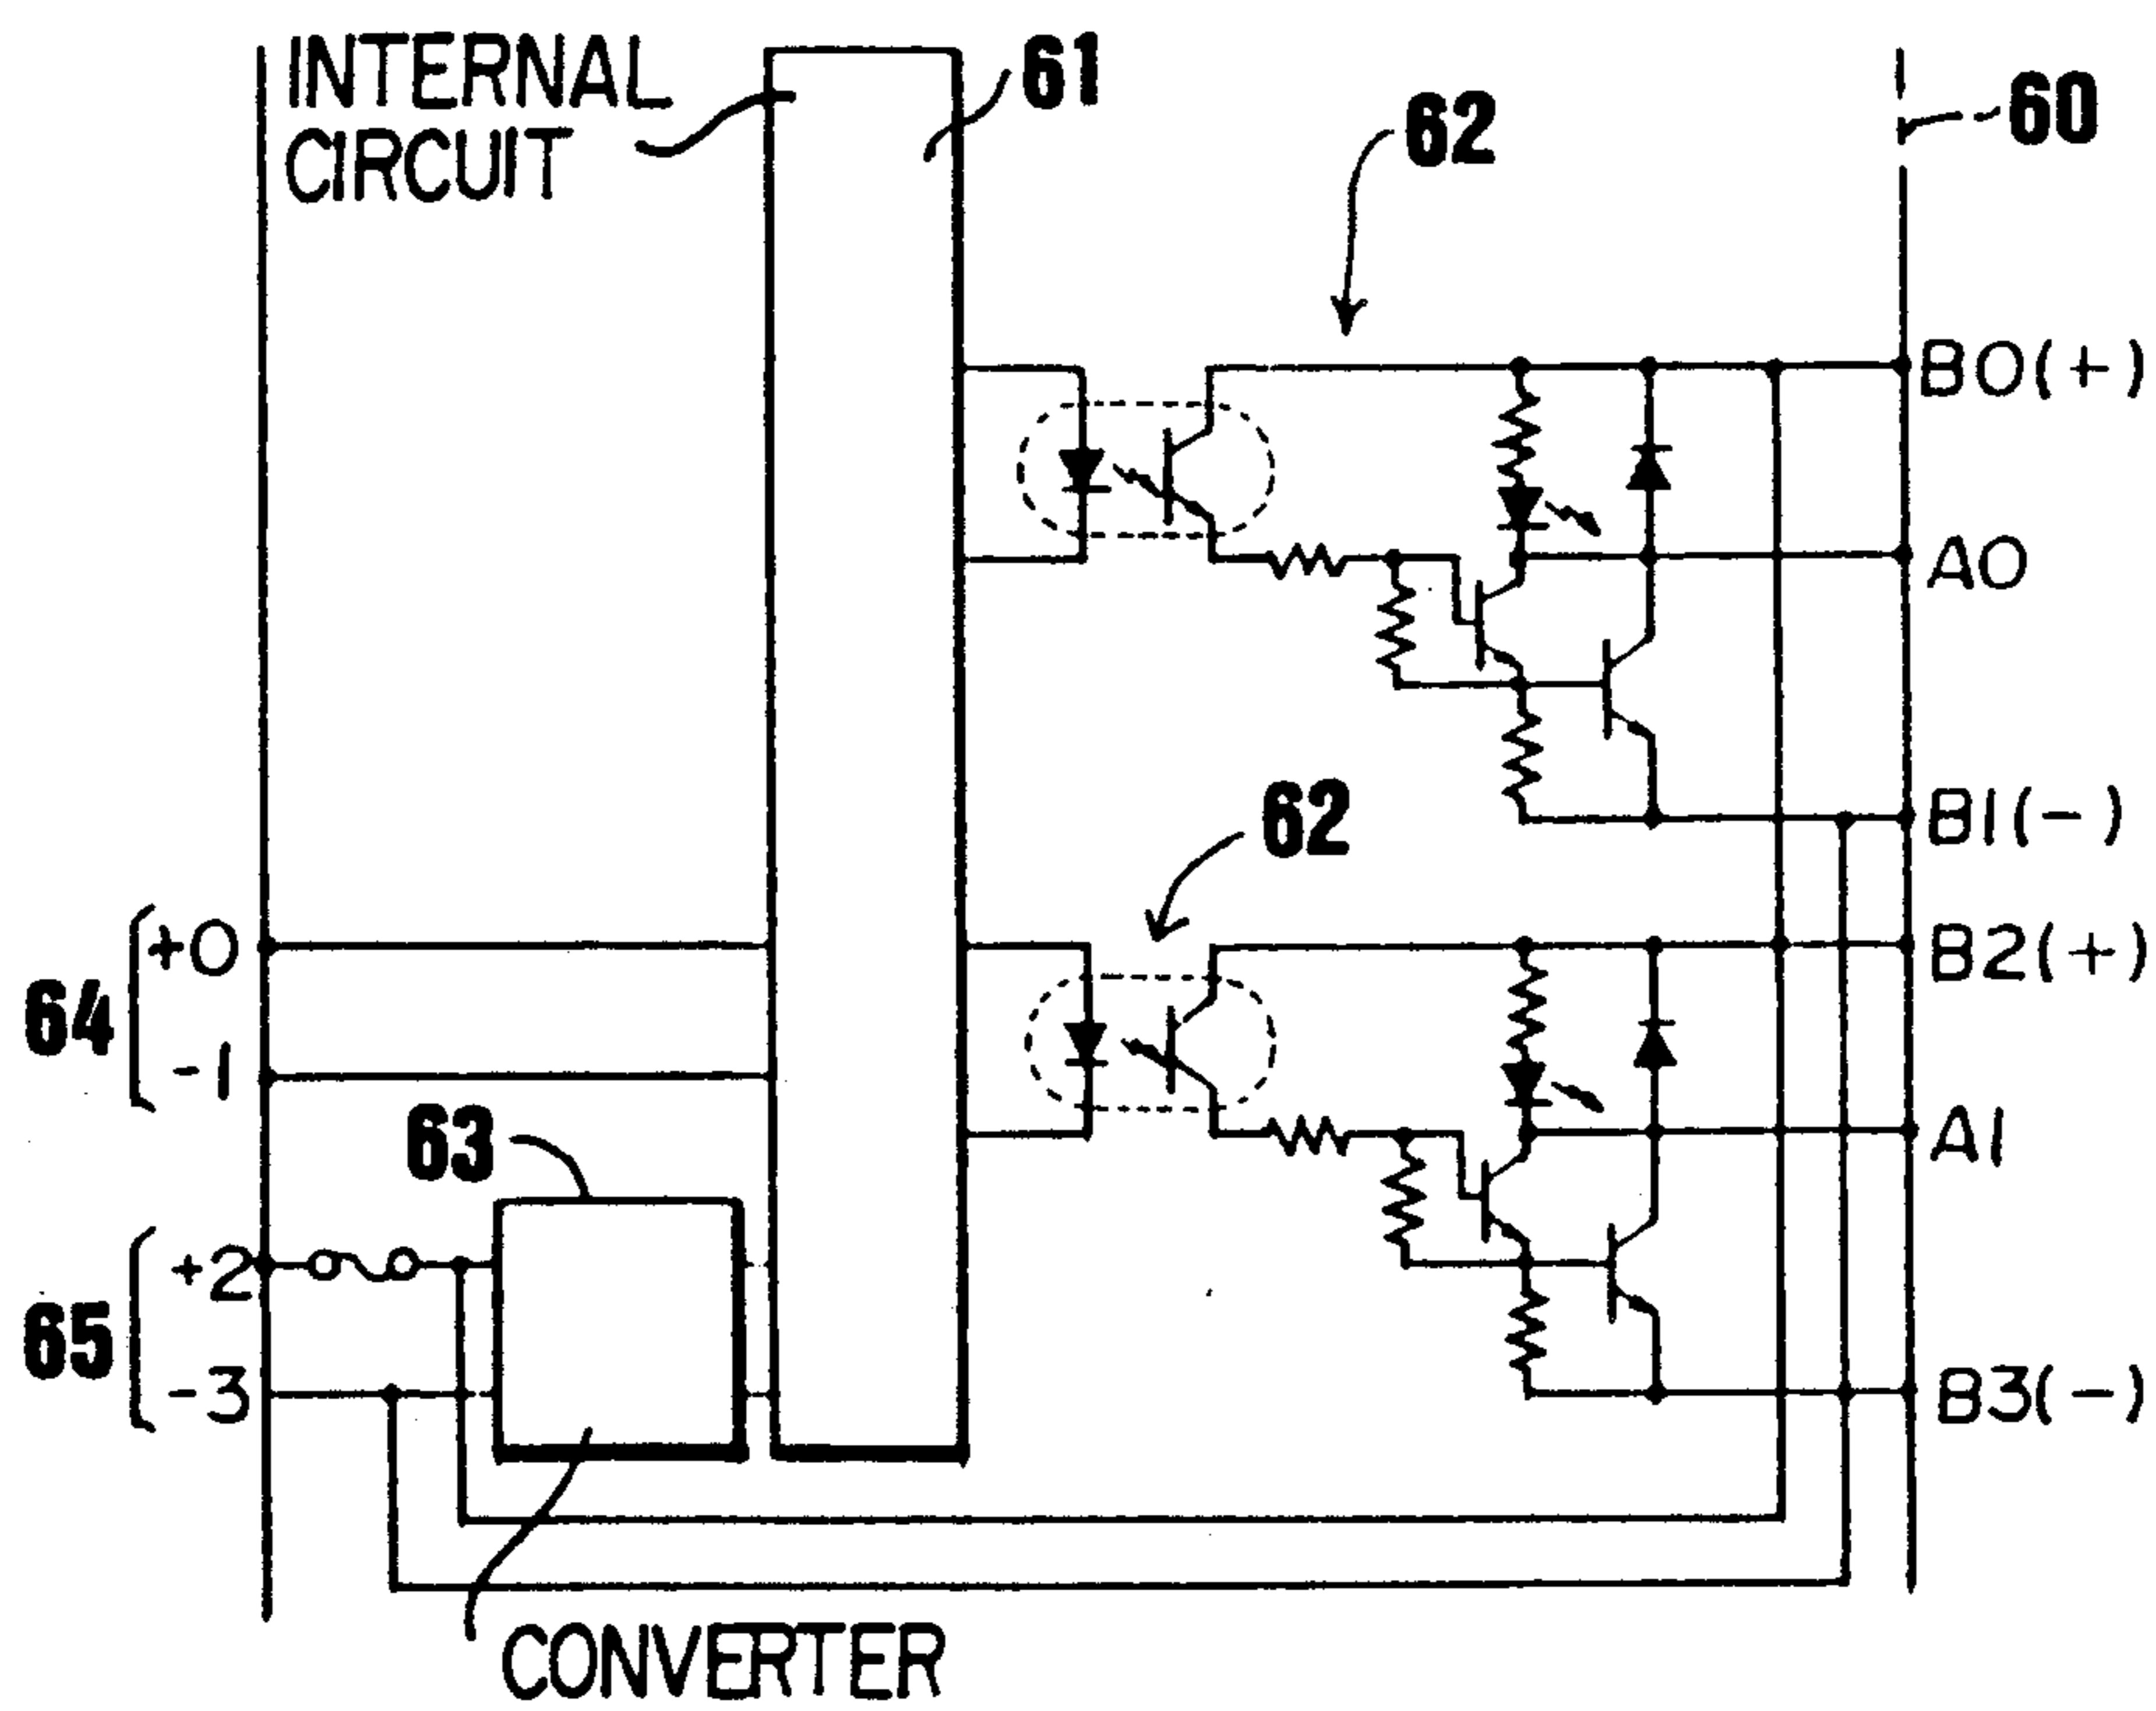 INTERNAL
CIRCUIT
61
62
60
B0(+)
A0
B1(-)
62
B2(+)
A1
B3(-)
64
+0
-1
63
65
+2
-3
CONVERTER